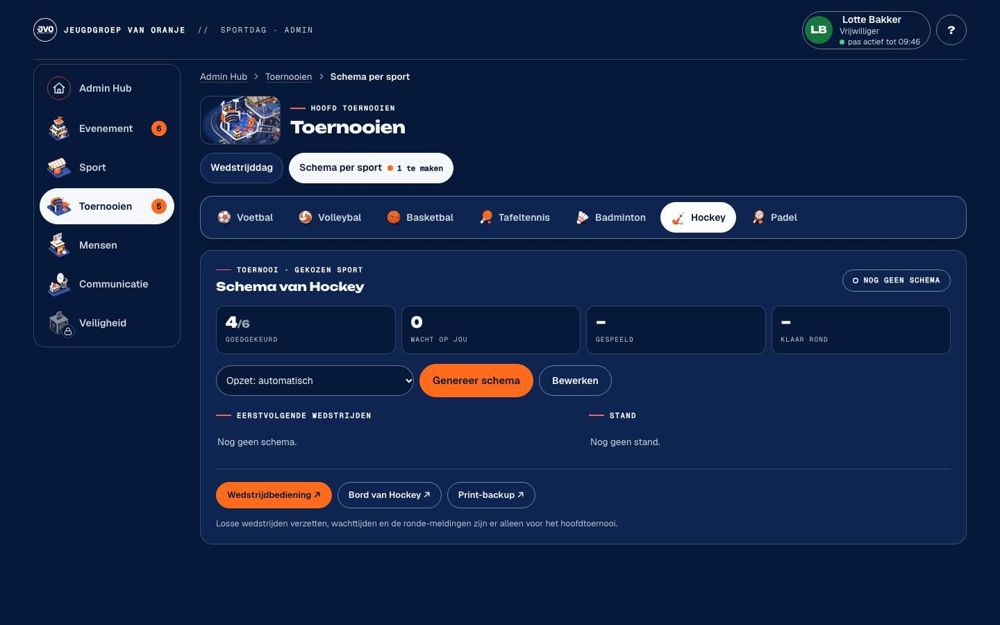 JVO JEUGDGROEP VAN ORANJE // SPORTDAG · ADMIN
LB
Lotte Bakker
Vrijwilliger
pas actief tot 09:46
?
Admin Hub
Evenement 6
Sport
Toernooien 5
Mensen
Communicatie
Veiligheid
Admin Hub > Toernooien > Schema per sport
HOOFD TOERNOOIEN
Toernooien
Wedstrijddag
Schema per sport 1 te maken
Voetbal
Volleybal
Basketbal
Tafeltennis
Badminton
Hockey
Padel
TOERNOOI · GEKOZEN SPORT
Schema van Hockey
NOG GEEN SCHEMA
4/6
GOEDGEKEURD
0
WACHT OP JOU
–
GESPEELD
–
KLAAR ROND
Opzet: automatisch
Genereer schema
Bewerken
EERSTVOLGENDE WEDSTRIJDEN
Nog geen schema.
STAND
Nog geen stand.
Wedstrijdbediening ↗
Bord van Hockey ↗
Print-backup ↗
Losse wedstrijden verzetten, wachttijden en de ronde-meldingen zijn er alleen voor het hoofdtoernooi.